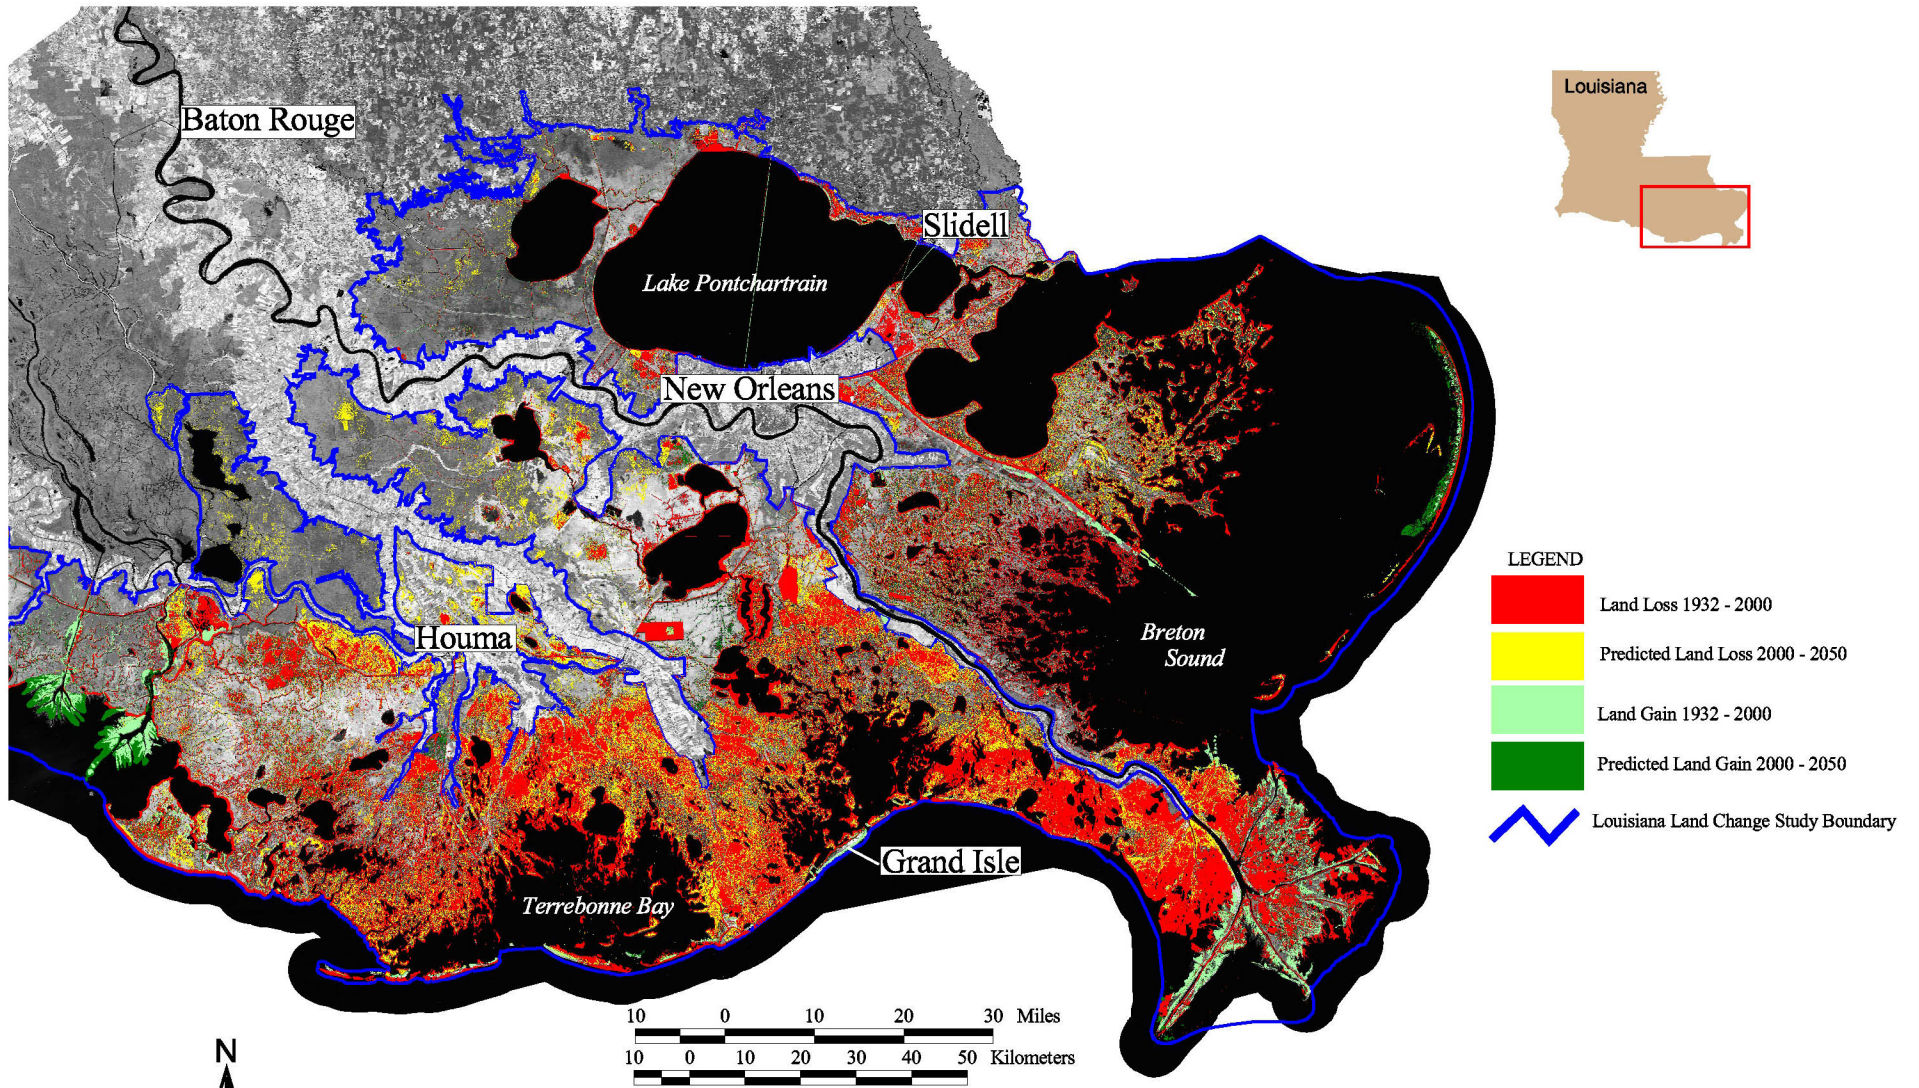 Louisiana
Baton Rouge
Slidell
Lake Pontchartrain
New Orleans
Houma
Breton
Sound
Grand Isle
Terrebonne Bay
LEGEND
Land Loss 1932 - 2000
Predicted Land Loss 2000 - 2050
Land Gain 1932 - 2000
Predicted Land Gain 2000 - 2050
Louisiana Land Change Study Boundary
10 0 10 20 30 Miles
10 0 10 20 30 40 50 Kilometers
N